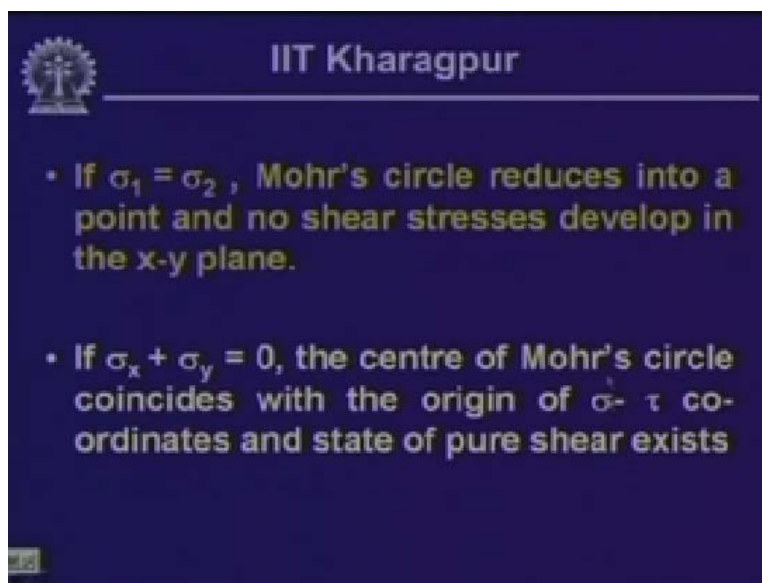 IIT Kharagpur
• If σ₁ = σ₂ , Mohr's circle reduces into a
point and no shear stresses develop in
the x-y plane.
• If σₓ + σᵧ = 0, the centre of Mohr's circle
coincides with the origin of σ- τ co-
ordinates and state of pure shear exists